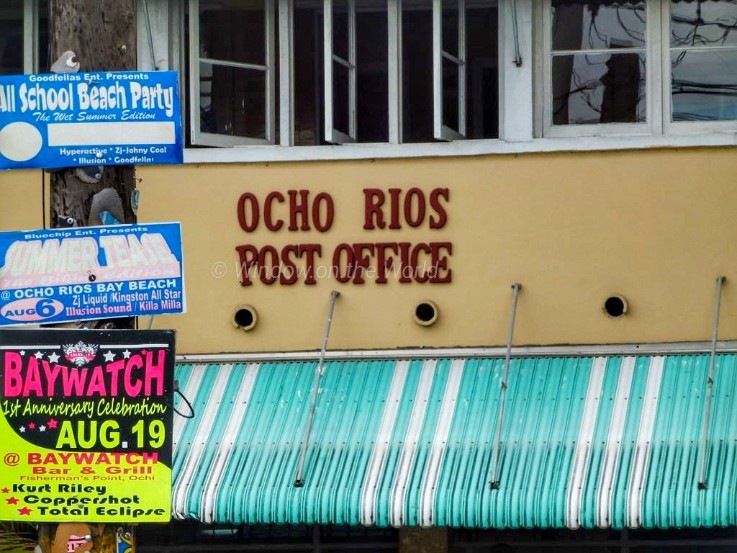 Goodfellas Ent. Presents
All School Beach Party
The Wet Summer Edition
Hyperactive * Zj-Johny Cool
* Illusion * Goodfellas
Bluechip Ent. Presents
SUMMER TEASE
Edition
@ OCHO RIOS BAY BEACH
AUG 6
Zj Liquid/Kingston All Star
Illusion Sound/Killa Milla
BAYWATCH
1st Anniversary Celebration
AUG.19
@ BAYWATCH
Bar & Grill
Fisherman's Point, Ochi
Kurt Riley
Coppershot
Total Eclipse
OCHO RIOS
POST OFFICE
© Window.on.the.World